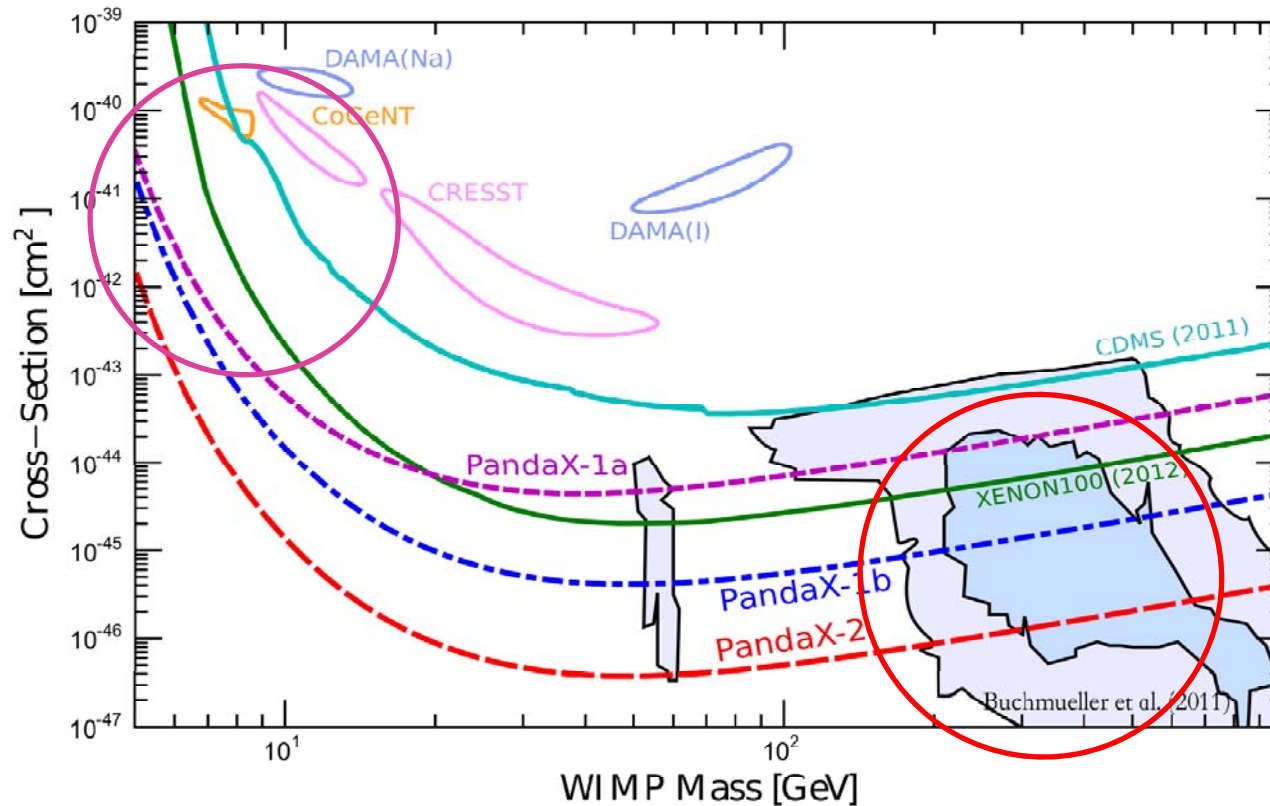 10^-39
10^-40
10^-41
10^-42
10^-43
10^-44
10^-45
10^-46
10^-47
Cross−Section [cm^2 ]
DAMA(Na)
CoGeNT
CRESST
DAMA(I)
CDMS (2011)
PandaX-1a
XENON100 (2012)
PandaX-1b
PandaX-2
Buchmueller et al. (2011)
10^1
10^2
WIMP Mass [GeV]